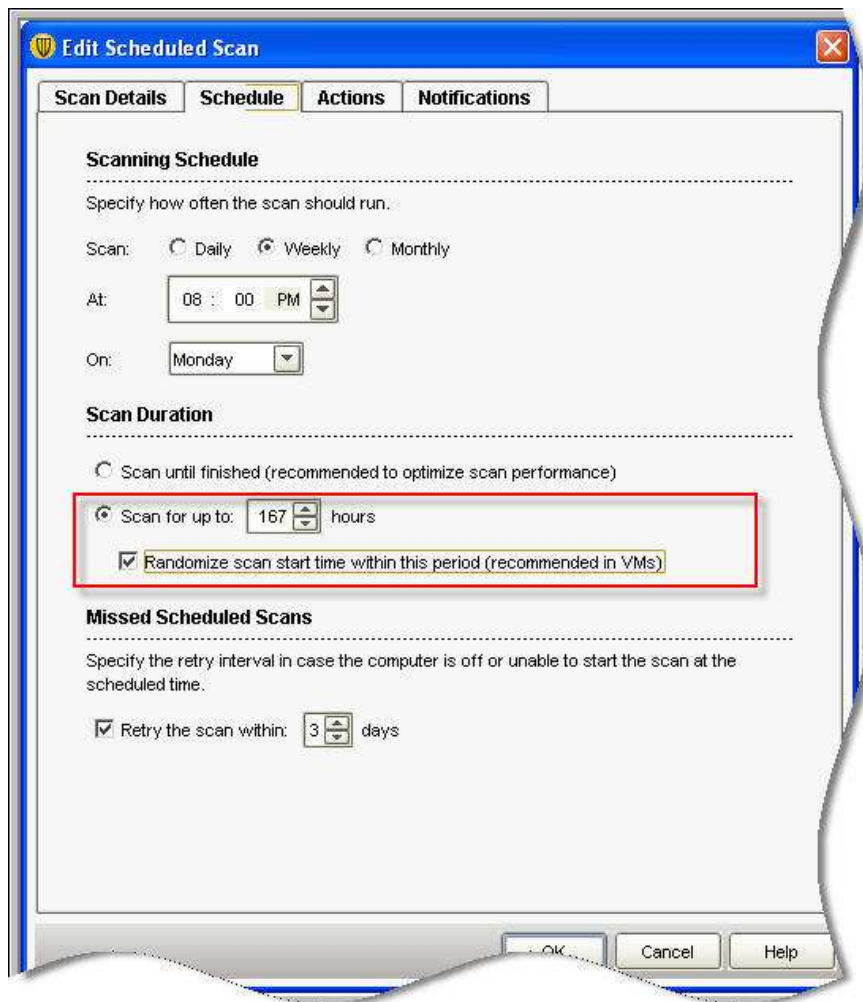 Edit Scheduled Scan
Scan Details Schedule Actions Notifications
Scanning Schedule
Specify how often the scan should run.
Scan: Daily Weekly Monthly
At: 08 : 00 PM
On: Monday
Scan Duration
Scan until finished (recommended to optimize scan performance)
Scan for up to: 167 hours
Randomize scan start time within this period (recommended in VMs)
Missed Scheduled Scans
Specify the retry interval in case the computer is off or unable to start the scan at the
scheduled time.
Retry the scan within: 3 days
OK Cancel Help